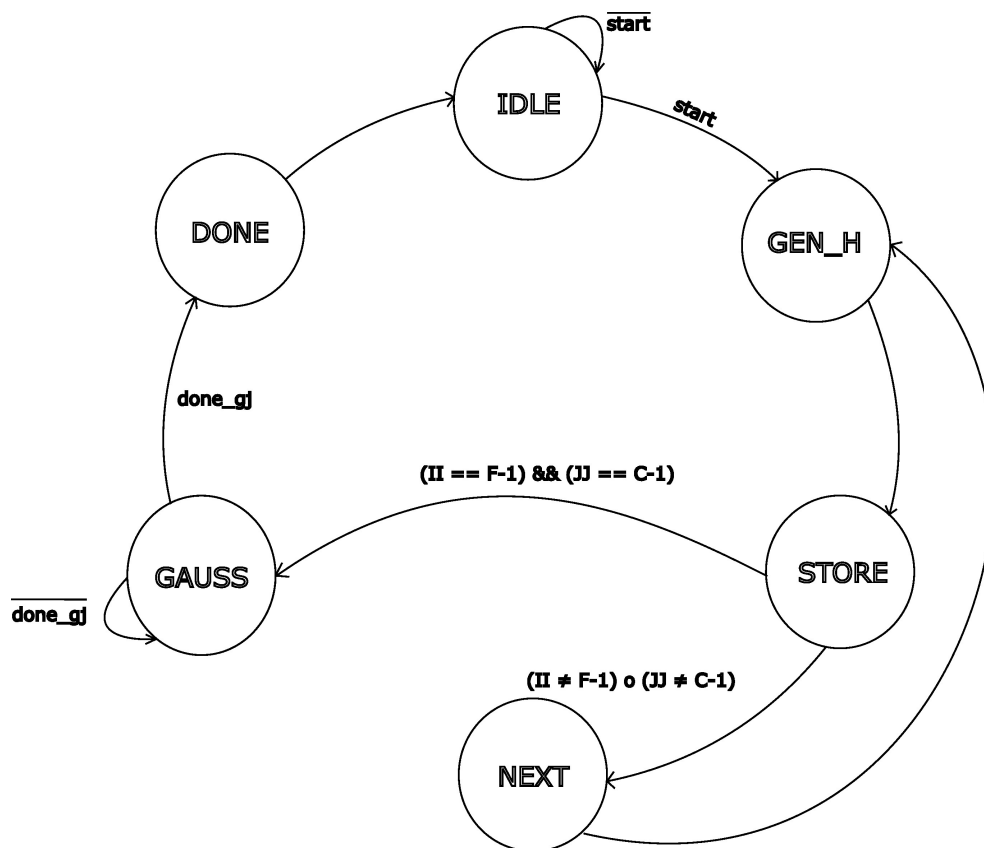 start
IDLE
start
DONE
GEN_H
done_gj
(II == F-1) && (JJ == C-1)
GAUSS
STORE
done_gj
(II ≠ F-1) o (JJ ≠ C-1)
NEXT